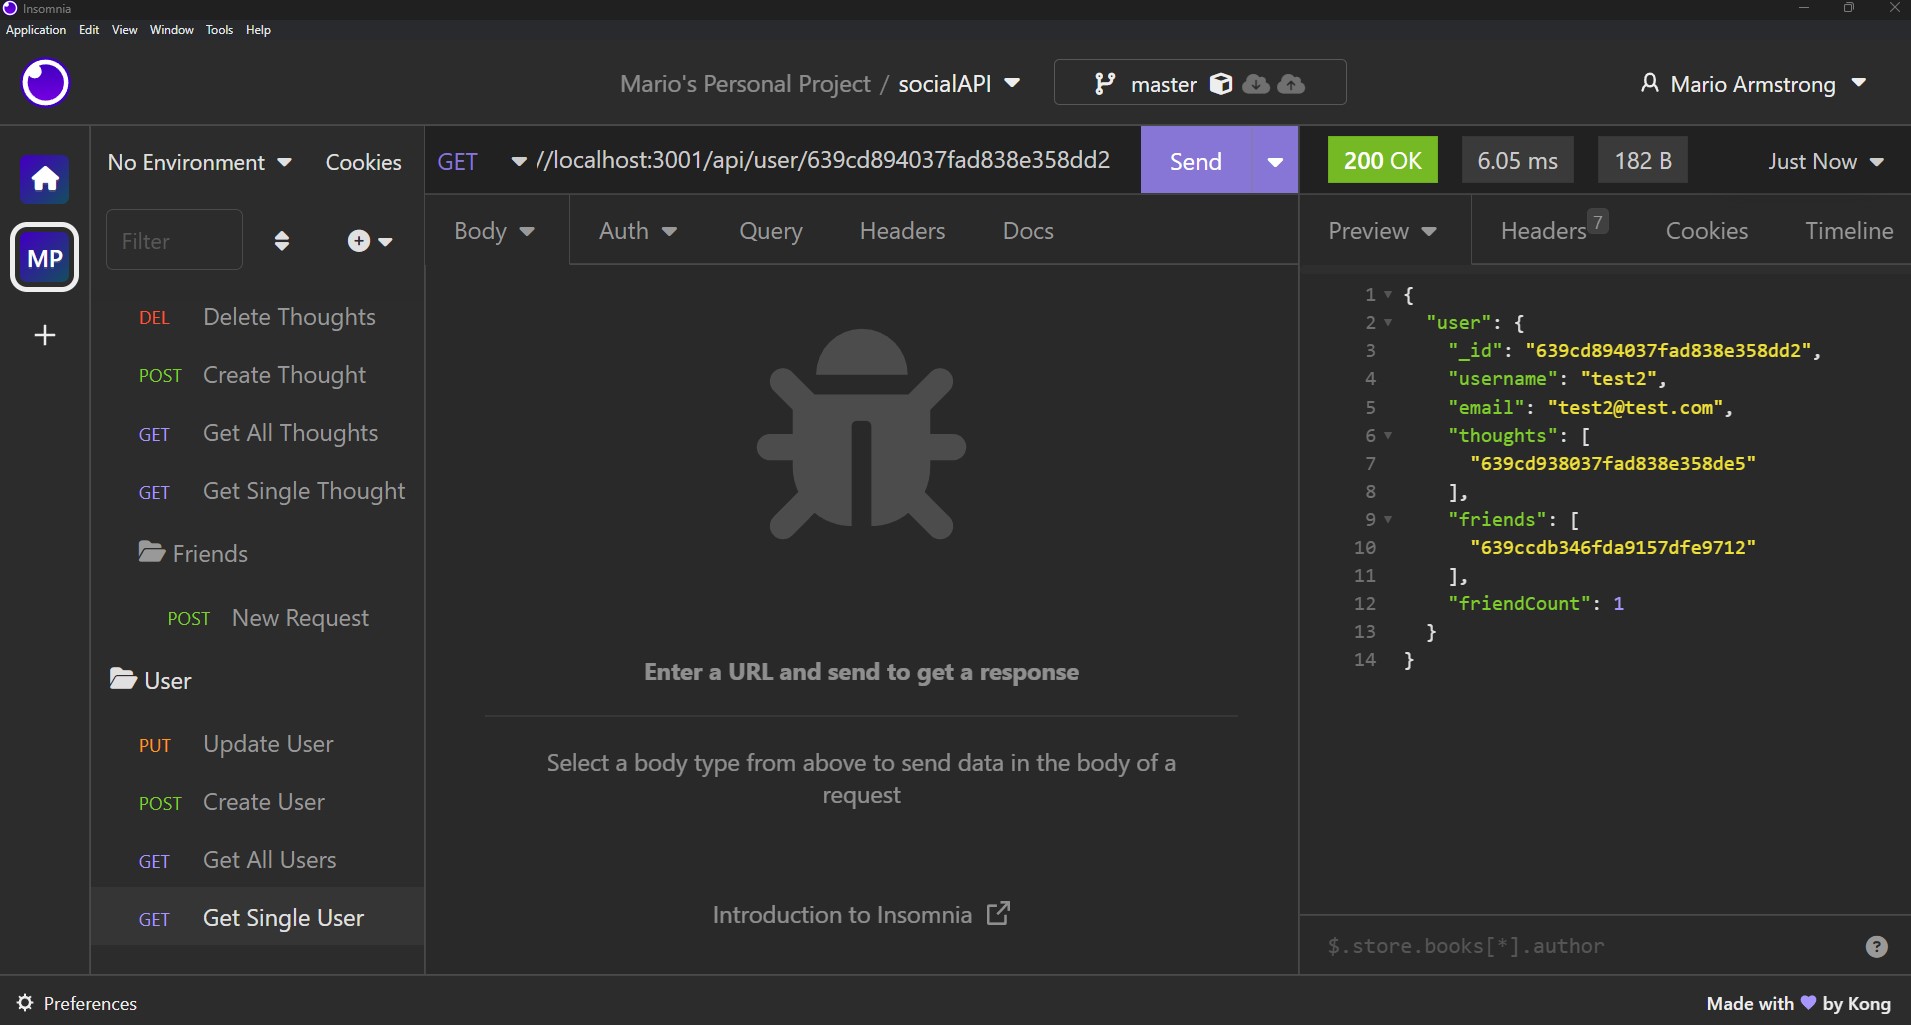 Insomnia
Application Edit View Window Tools Help
Mario's Personal Project / socialAPI
master
Mario Armstrong
MP
No Environment Cookies
Filter
DEL Delete Thoughts
POST Create Thought
GET Get All Thoughts
GET Get Single Thought
Friends
POST New Request
User
PUT Update User
POST Create User
GET Get All Users
GET Get Single User
GET //localhost:3001/api/user/639cd894037fad838e358dd2 Send
Body Auth Query Headers Docs
Enter a URL and send to get a response
Select a body type from above to send data in the body of a
request
Introduction to Insomnia
200 OK 6.05 ms 182 B Just Now
Preview Headers 7 Cookies Timeline
1 {
2 "user": {
3 "_id": "639cd894037fad838e358dd2",
4 "username": "test2",
5 "email": "test2@test.com",
6 "thoughts": [
7 "639cd938037fad838e358de5"
8 ],
9 "friends": [
10 "639ccdb346fda9157dfe9712"
11 ],
12 "friendCount": 1
13 }
14 }
$.store.books[*].author ?
Preferences
Made with 💜 by Kong